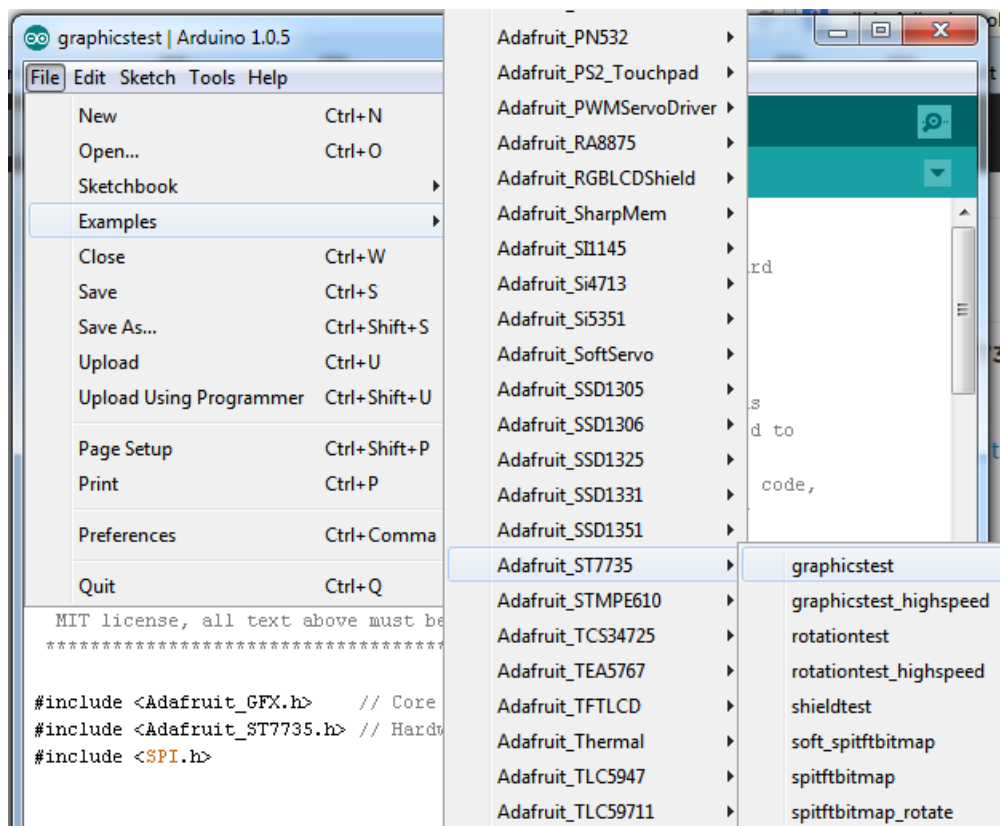 graphicstest | Arduino 1.0.5
File Edit Sketch Tools Help
New Ctrl+N
Open... Ctrl+O
Sketchbook
Examples
Close Ctrl+W
Save Ctrl+S
Save As... Ctrl+Shift+S
Upload Ctrl+U
Upload Using Programmer Ctrl+Shift+U
Page Setup Ctrl+Shift+P
Print Ctrl+P
Preferences Ctrl+Comma
Quit Ctrl+Q
Adafruit_PN532
Adafruit_PS2_Touchpad
Adafruit_PWMServoDriver
Adafruit_RA8875
Adafruit_RGBLCDShield
Adafruit_SharpMem
Adafruit_SI1145
Adafruit_Si4713
Adafruit_Si5351
Adafruit_SoftServo
Adafruit_SSD1305
Adafruit_SSD1306
Adafruit_SSD1325
Adafruit_SSD1331
Adafruit_SSD1351
Adafruit_ST7735
Adafruit_STMPE610
Adafruit_TCS34725
Adafruit_TEA5767
Adafruit_TFTLCD
Adafruit_Thermal
Adafruit_TLC5947
Adafruit_TLC59711
graphicstest
graphicstest_highspeed
rotationtest
rotationtest_highspeed
shieldtest
soft_spitftbitmap
spitftbitmap
spitftbitmap_rotate
rd
s
d to
code,
MIT license, all text above must be
************************************
#include <Adafruit_GFX.h> // Core
#include <Adafruit_ST7735.h> // Hardw
#include <SPI.h>